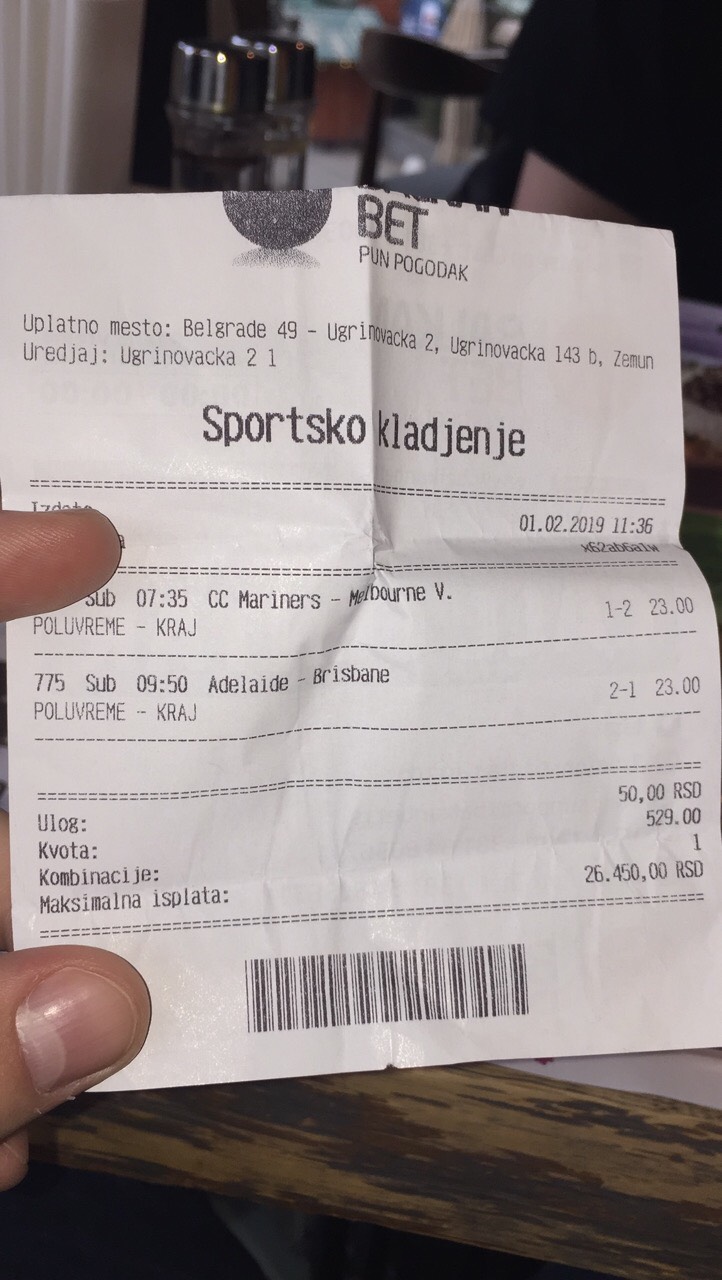 BET
PUN POGODAK
Uplatno mesto: Belgrade 49 - Ugrinovacka 2, Ugrinovacka 143 b, Zemun
Uredjaj: Ugrinovacka 2 1
Sportsko kladjenje
01.02.2019 11:36
x62ab6a1w
Sub 07:35 CC Mariners - Melbourne V.
1-2 23.00
POLUVREME - KRAJ
775 Sub 09:50 Adelaide - Brisbane
2-1 23.00
POLUVREME - KRAJ
Ulog: 50,00 RSD
Kvota: 529.00
Kombinacije: 1
Maksimalna isplata: 26.450,00 RSD